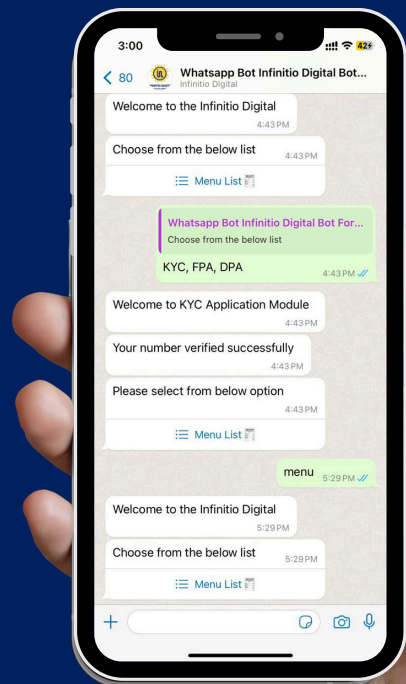 3:00
42
80
Whatsapp Bot Infinitio Digital Bot...
Infinitio Digital
Welcome to the Infinitio Digital
4:43 PM
Choose from the below list
4:43 PM
Menu List
Whatsapp Bot Infinitio Digital Bot For...
Choose from the below list
KYC, FPA, DPA
4:43 PM
Welcome to KYC Application Module
4:43 PM
Your number verified successfully
4:43 PM
Please select from below option
4:43 PM
Menu List
menu
5:29 PM
Welcome to the Infinitio Digital
5:29 PM
Choose from the below list
5:29 PM
Menu List